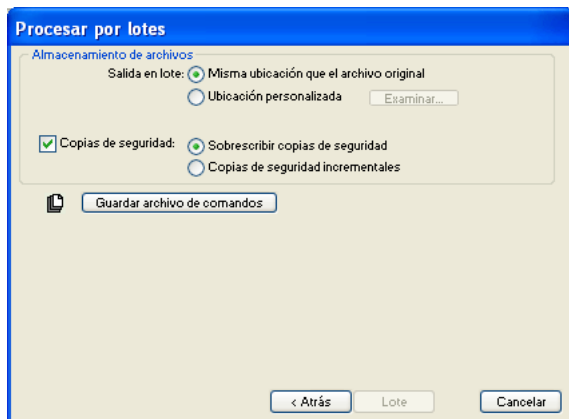 Procesar por lotes
Almacenamiento de archivos
Salida en lote: Misma ubicación que el archivo original
Ubicación personalizada Examinar...
Copias de seguridad: Sobrescribir copias de seguridad
Copias de seguridad incrementales
Guardar archivo de comandos
< Atrás Lote Cancelar